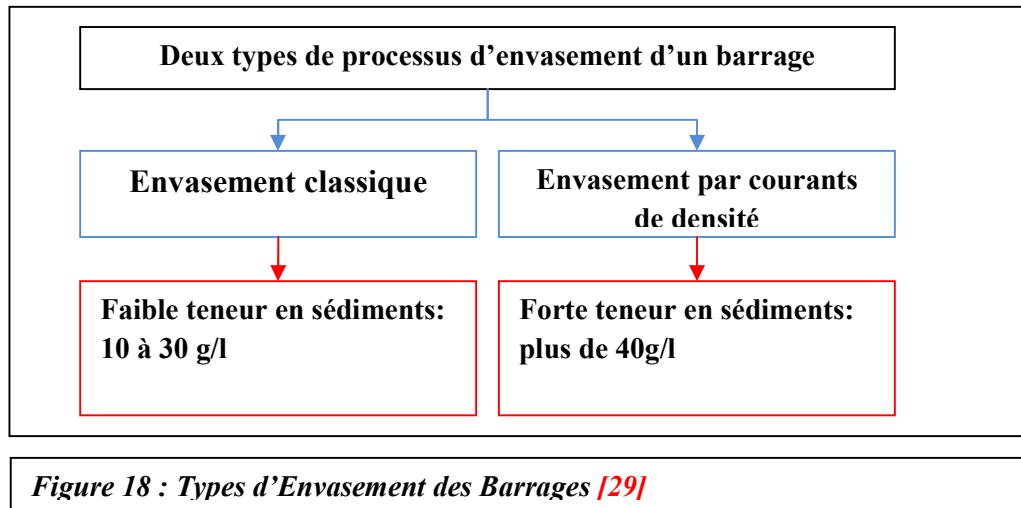 Deux types de processus d’envasement d’un barrage
Envasement classique
Envasement par courants
de densité
Faible teneur en sédiments:
10 à 30 g/l
Forte teneur en sédiments:
plus de 40g/l
Figure 18 : Types d’Envasement des Barrages [29]